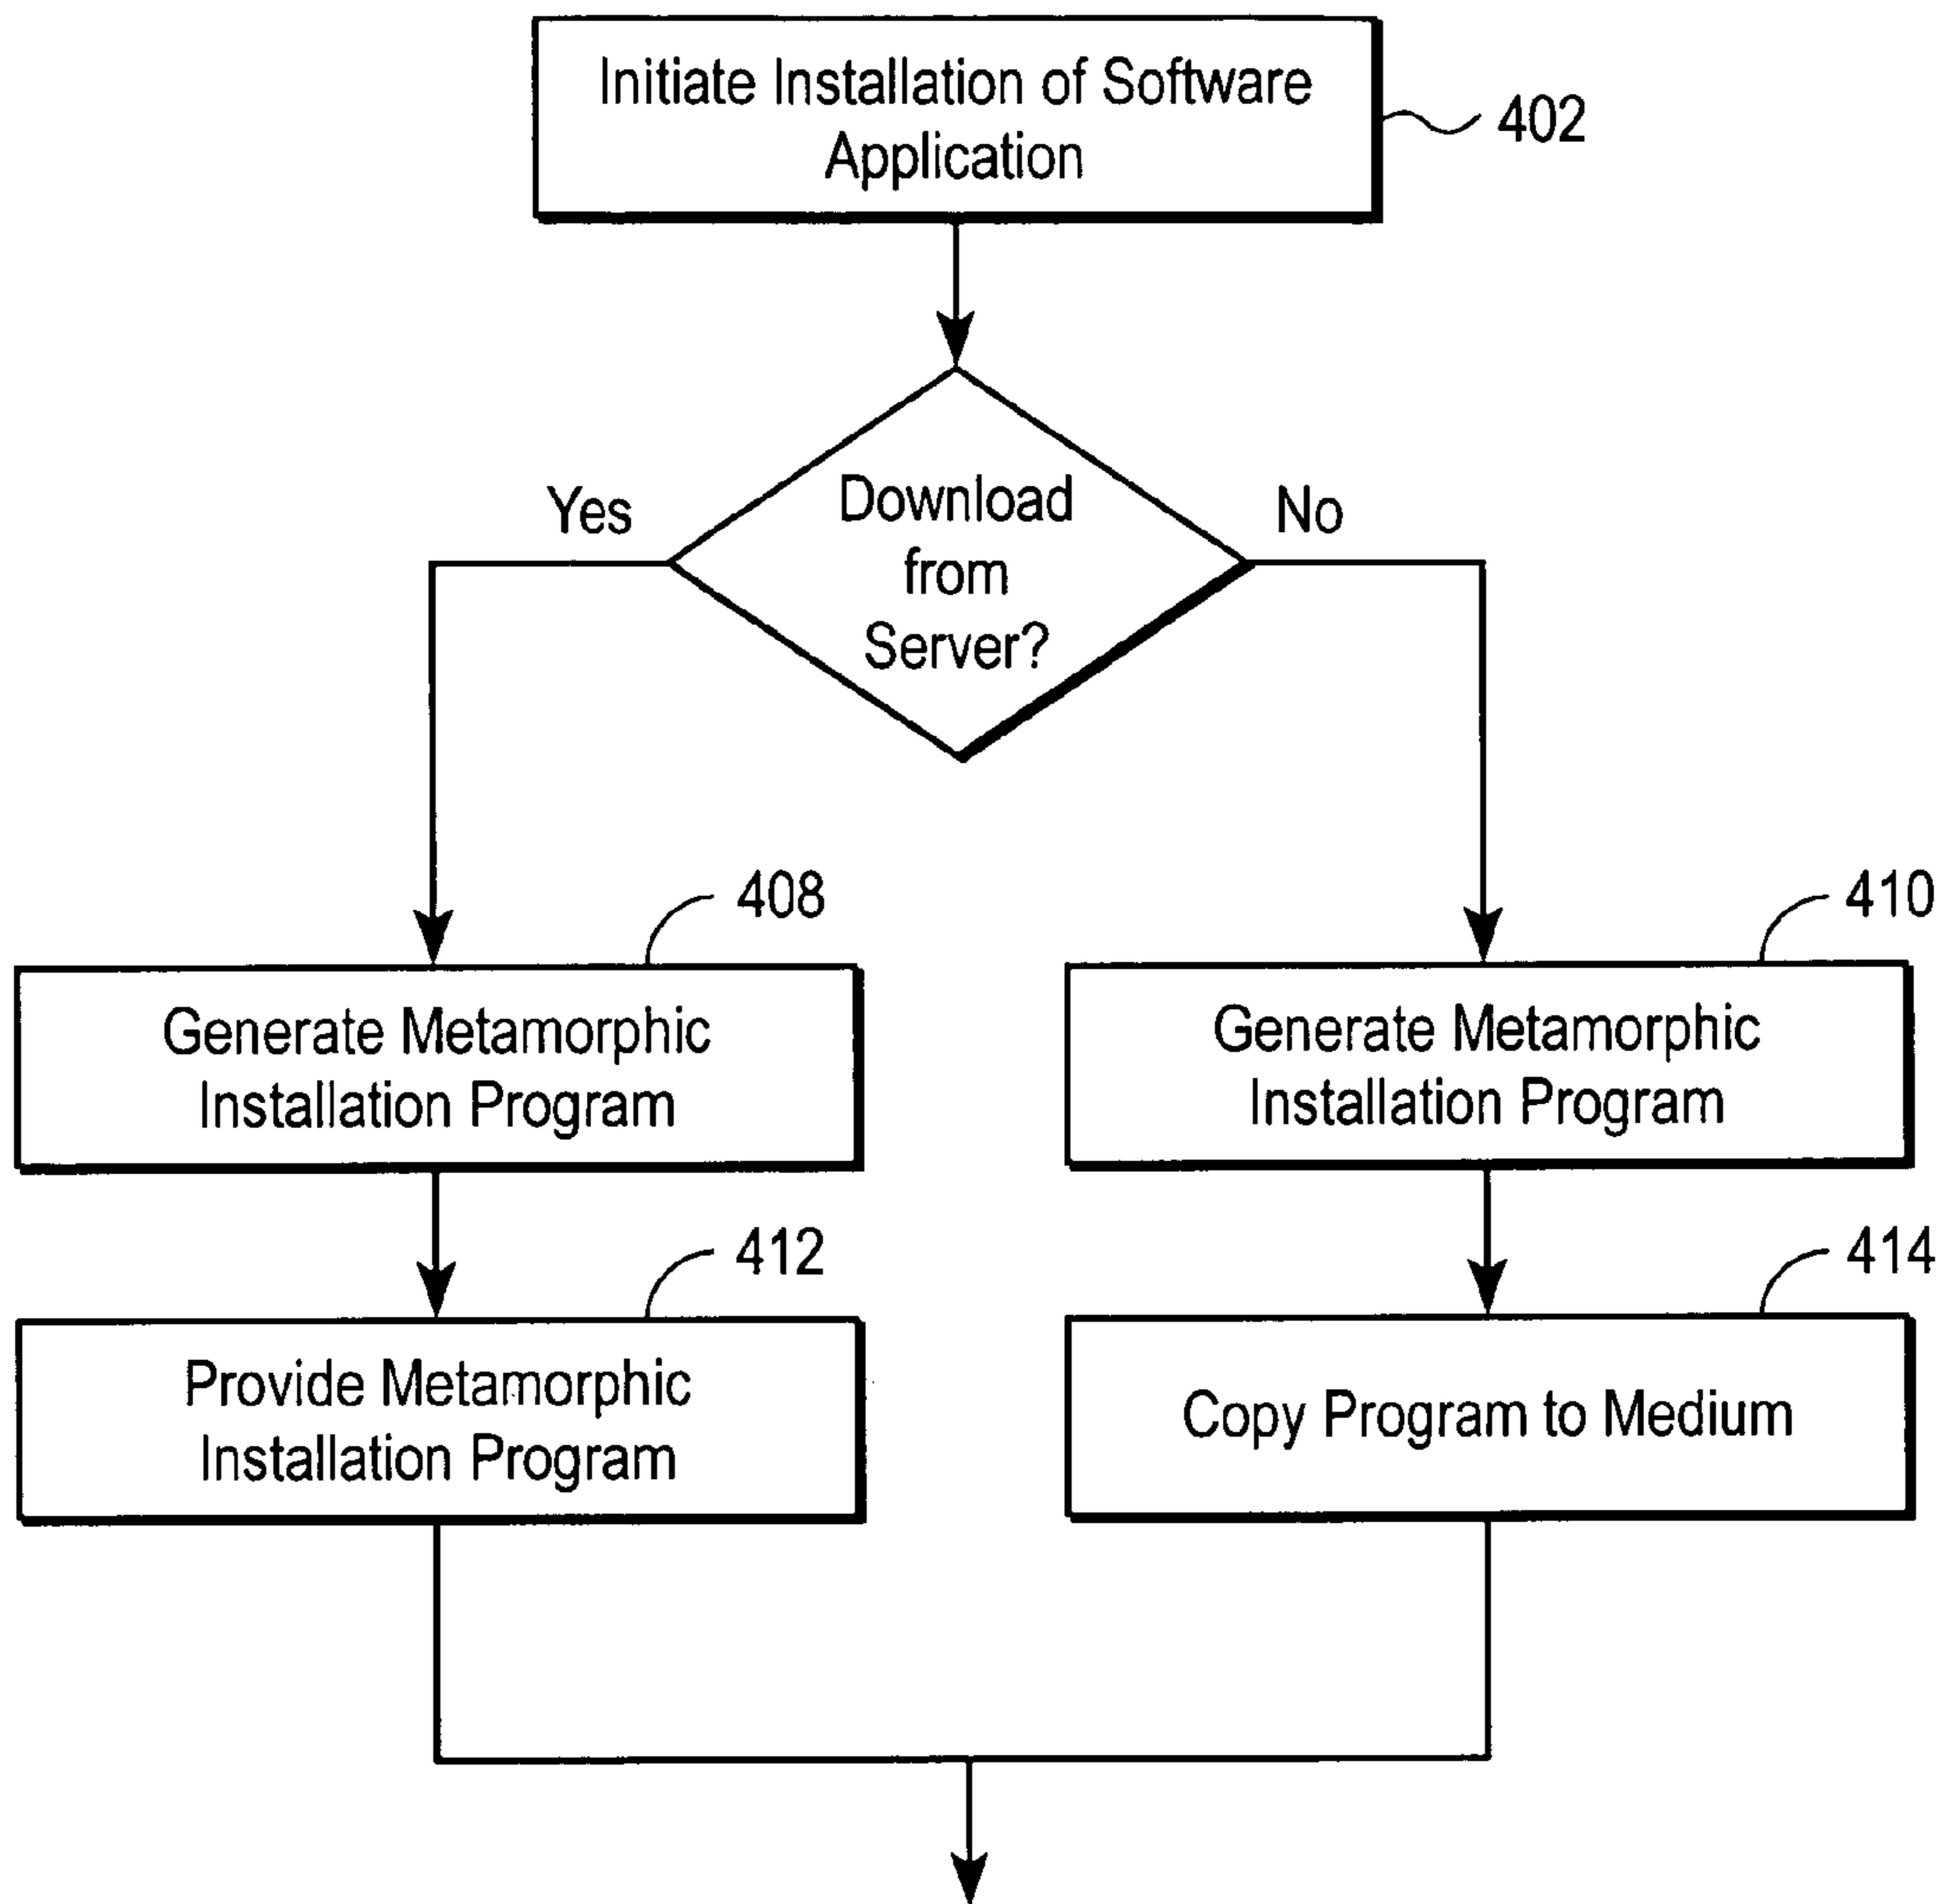 Initiate Installation of Software
Application
402
Download
from
Server?
Yes
No
408
410
Generate Metamorphic
Installation Program
Generate Metamorphic
Installation Program
412
414
Provide Metamorphic
Installation Program
Copy Program to Medium